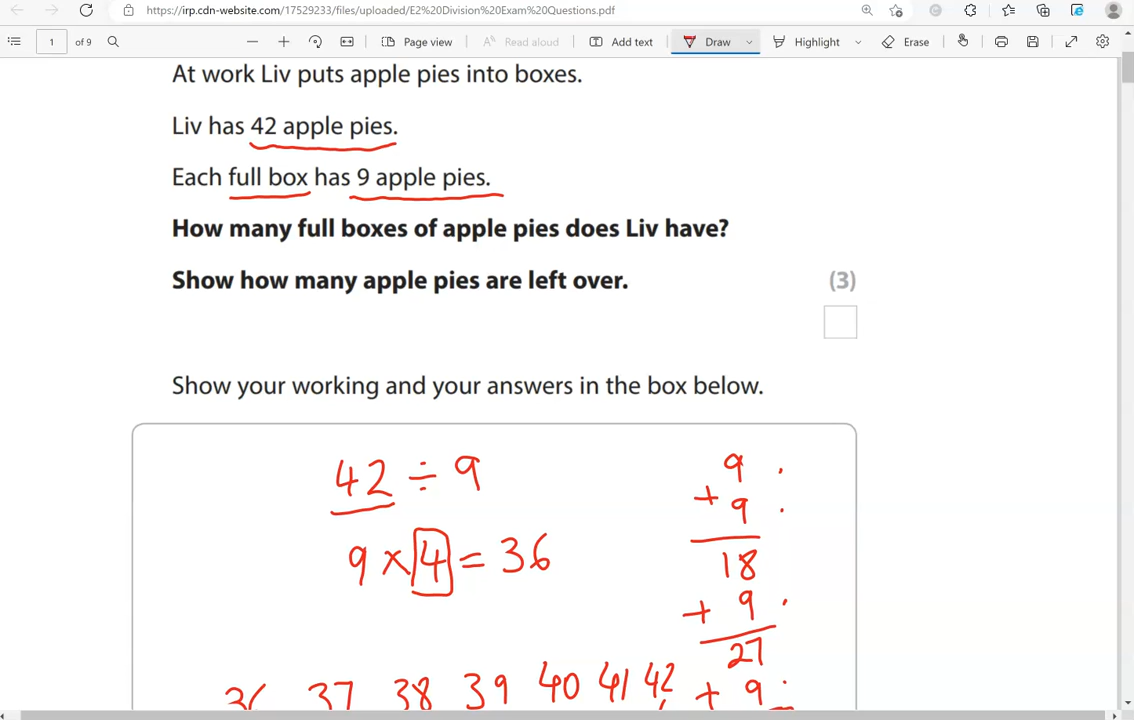 https://irp.cdn-website.com/17529233/files/uploaded/E2%20Division%20Exam%20Questions.pdf
1 of 9 Page view Read aloud Add text Draw Highlight Erase
At work Liv puts apple pies into boxes.
Liv has 42 apple pies.
Each full box has 9 apple pies.
How many full boxes of apple pies does Liv have?
Show how many apple pies are left over. (3)
Show your working and your answers in the box below.
42 ÷ 9
9 × 4 = 36
9
+ 9
18
+ 9
27
+ 9
36 37 38 39 40 41 42